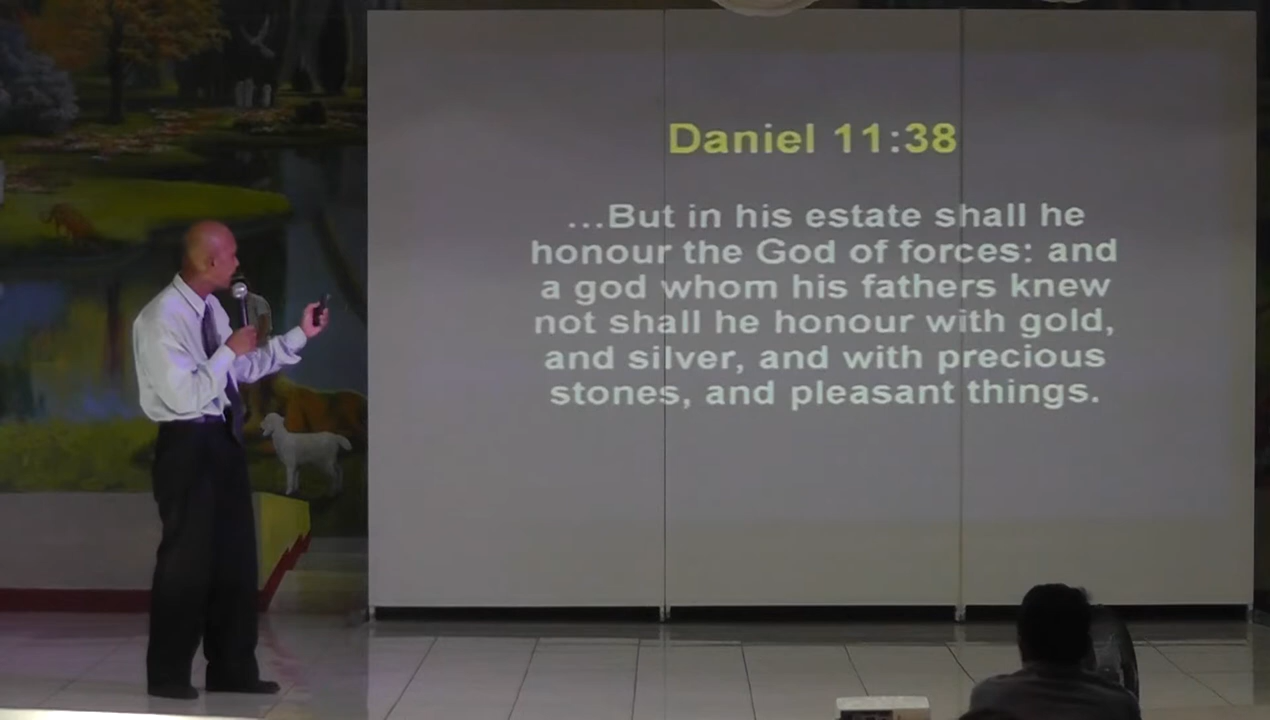 Daniel 11:38
...But in his estate shall he
honour the God of forces: and
a god whom his fathers knew
not shall he honour with gold,
and silver, and with precious
stones, and pleasant things.